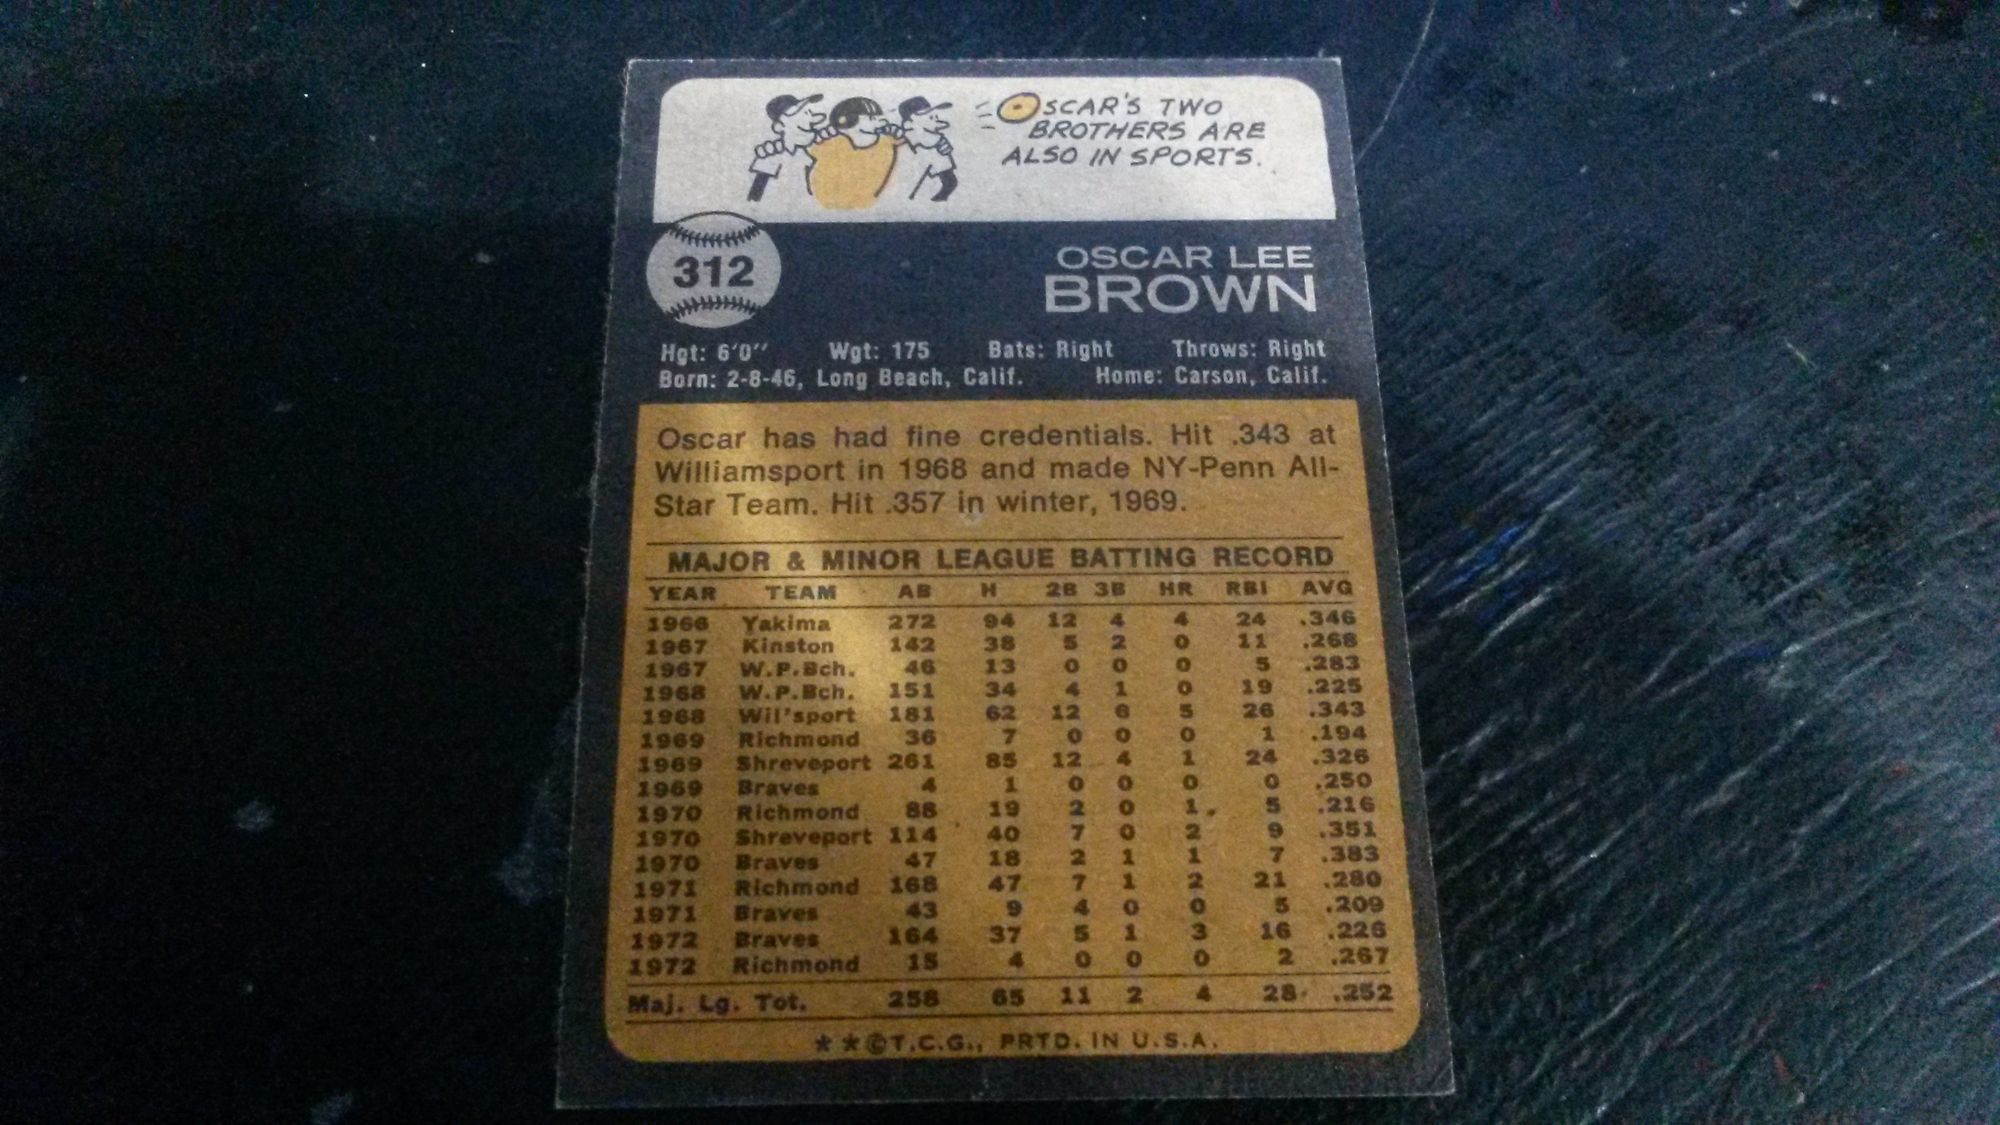 OSCAR'S TWO
BROTHERS ARE
ALSO IN SPORTS.
312
OSCAR LEE
BROWN
Hgt: 6'0'' Wgt: 175 Bats: Right Throws: Right
Born: 2-8-46, Long Beach, Calif. Home: Carson, Calif.
Oscar has had fine credentials. Hit .343 at
Williamsport in 1968 and made NY-Penn All-
Star Team. Hit .357 in winter, 1969.
MAJOR & MINOR LEAGUE BATTING RECORD
YEAR TEAM AB H 2B 3B HR RBI AVG
1966 Yakima 272 94 12 4 4 24 .346
1967 Kinston 142 38 5 2 0 11 .268
1967 W.P.Bch. 46 13 0 0 0 5 .283
1968 W.P.Bch. 151 34 4 1 0 19 .225
1968 Wil'sport 181 62 12 6 5 26 .343
1969 Richmond 36 7 0 0 0 1 .194
1969 Shreveport 261 85 12 4 1 24 .326
1969 Braves 4 1 0 0 0 0 .250
1970 Richmond 88 19 2 0 1 5 .216
1970 Shreveport 114 40 7 0 2 9 .351
1970 Braves 47 18 2 1 1 7 .383
1971 Richmond 168 47 7 1 2 21 .280
1971 Braves 43 9 4 0 0 5 .209
1972 Braves 164 37 5 1 3 16 .226
1972 Richmond 15 4 0 0 0 2 .267
Maj. Lg. Tot. 258 65 11 2 4 28 .252
**©T.C.G., PRTD. IN U.S.A.